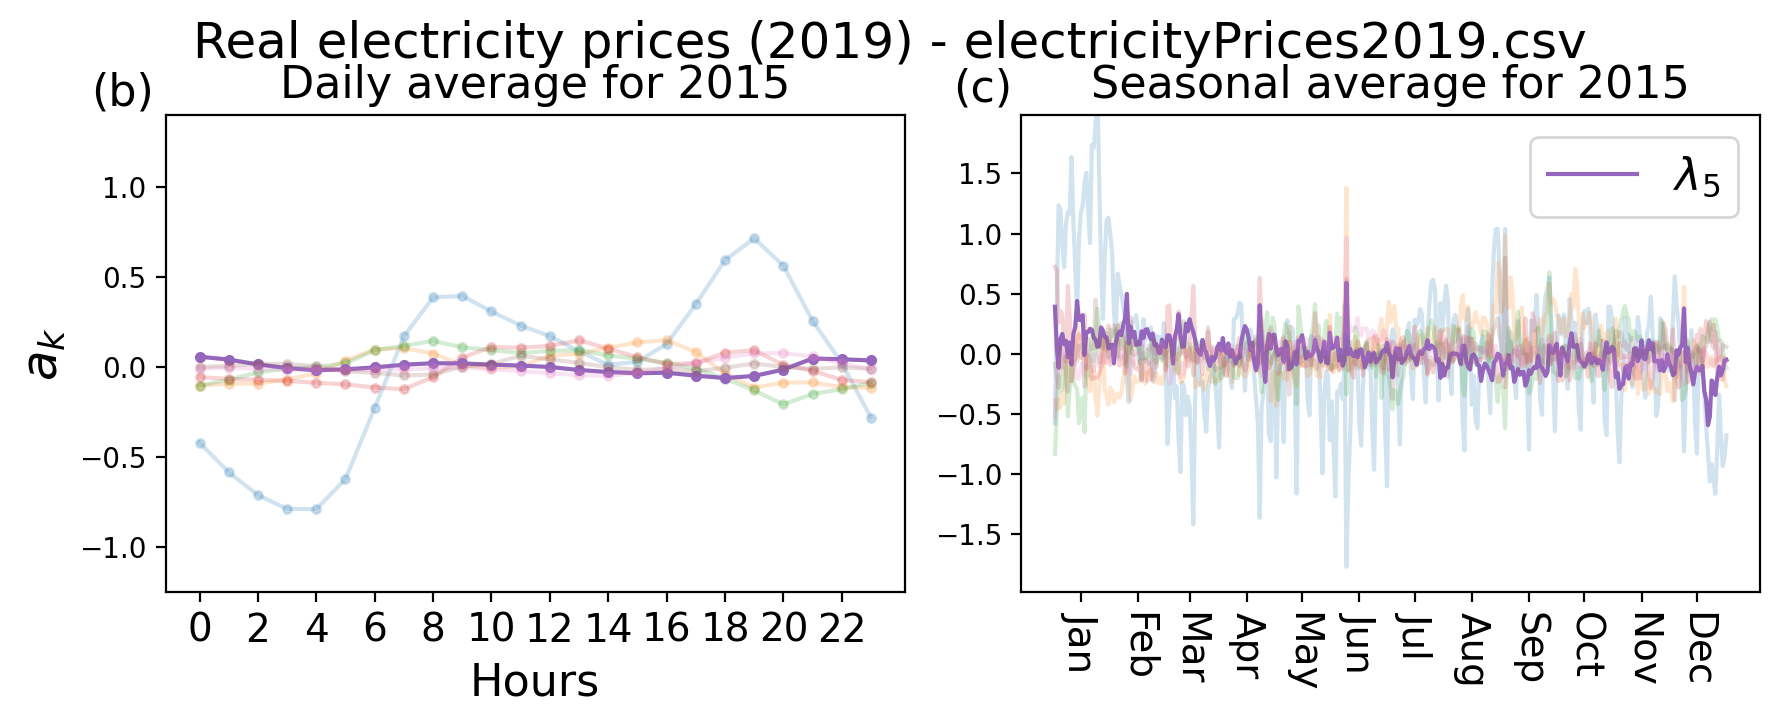 Real electricity prices (2019) - electricityPrices2019.csv
(b) Daily average for 2015
1.0
0.5
0.0
−0.5
−1.0
a_k
0 2 4 6 8 10 12 14 16 18 20 22
Hours
(c) Seasonal average for 2015
λ_5
1.5
1.0
0.5
0.0
−0.5
−1.0
−1.5
Jan Feb Mar Apr May Jun Jul Aug Sep Oct Nov Dec